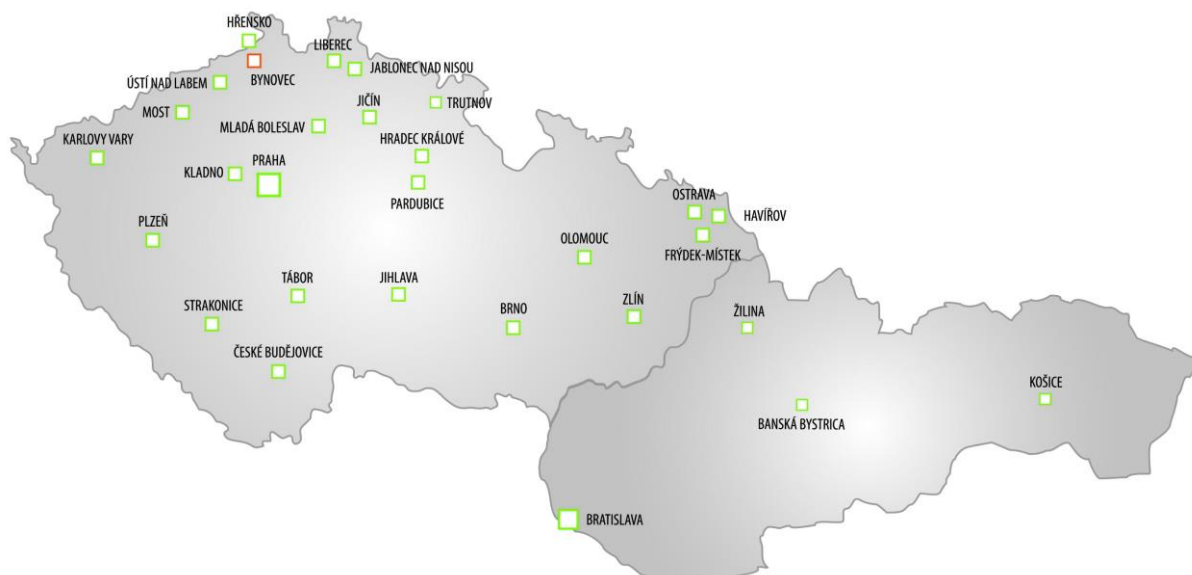 HŘENSKO
LIBEREC
JABLONEC NAD NISOU
BYNOVEC
ÚSTÍ NAD LABEM
MOST
JIČÍN
TRUTNOV
MLADÁ BOLESLAV
KARLOVY VARY
HRADEC KRÁLOVÉ
PRAHA
KLADNO
PARDUBICE
OSTRAVA
HAVÍŘOV
PLZEŇ
OLOMOUC
FRÝDEK-MÍSTEK
TÁBOR
JIHLAVA
STRAKONICE
BRNO
ZLÍN
ŽILINA
ČESKÉ BUDĚJOVICE
KOŠICE
BANSKÁ BYSTRICA
BRATISLAVA